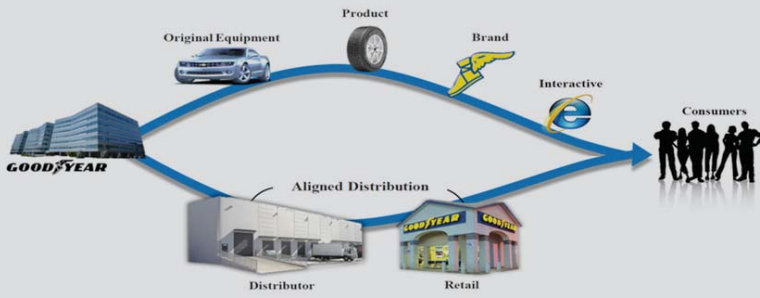 Product
Original Equipment
Brand
Interactive
Consumers
GOODYEAR
Aligned Distribution
GOODYEAR
GOODYEAR
Distributor
Retail